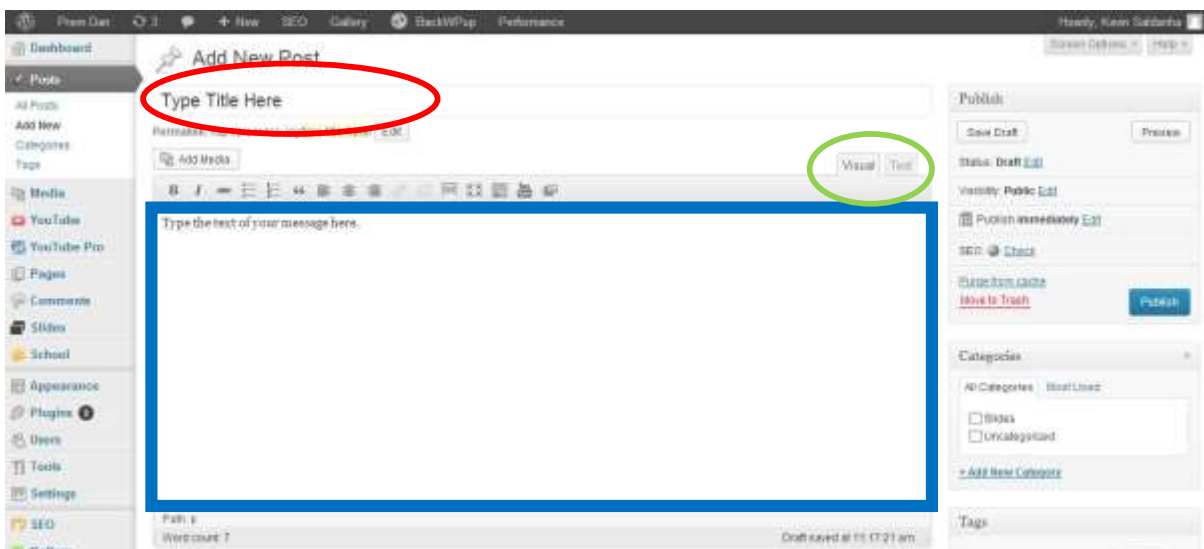 Prem Dan 3 + New SEO Gallery BackWPup Performance Howdy, Kevin Saldanha
Screen Options Help
Dashboard
Posts
All Posts
Add New
Categories
Tags
Media
YouTube
YouTube Pro
Pages
Comments
Slides
School
Appearance
Plugins
Users
Tools
Settings
SEO
Gallery
Add New Post
Type Title Here
Permalink: Edit
Add Media
Visual Text
B I
Type the text of your message here.
Path: p
Word count: 7 Draft saved at 11:17:21 am
Publish
Save Draft Preview
Status: Draft Edit
Visibility: Public Edit
Publish immediately Edit
SEO: Check
Purge from cache
Move to Trash Publish
Categories
All Categories Most Used
Slides
Uncategorized
+ Add New Category
Tags